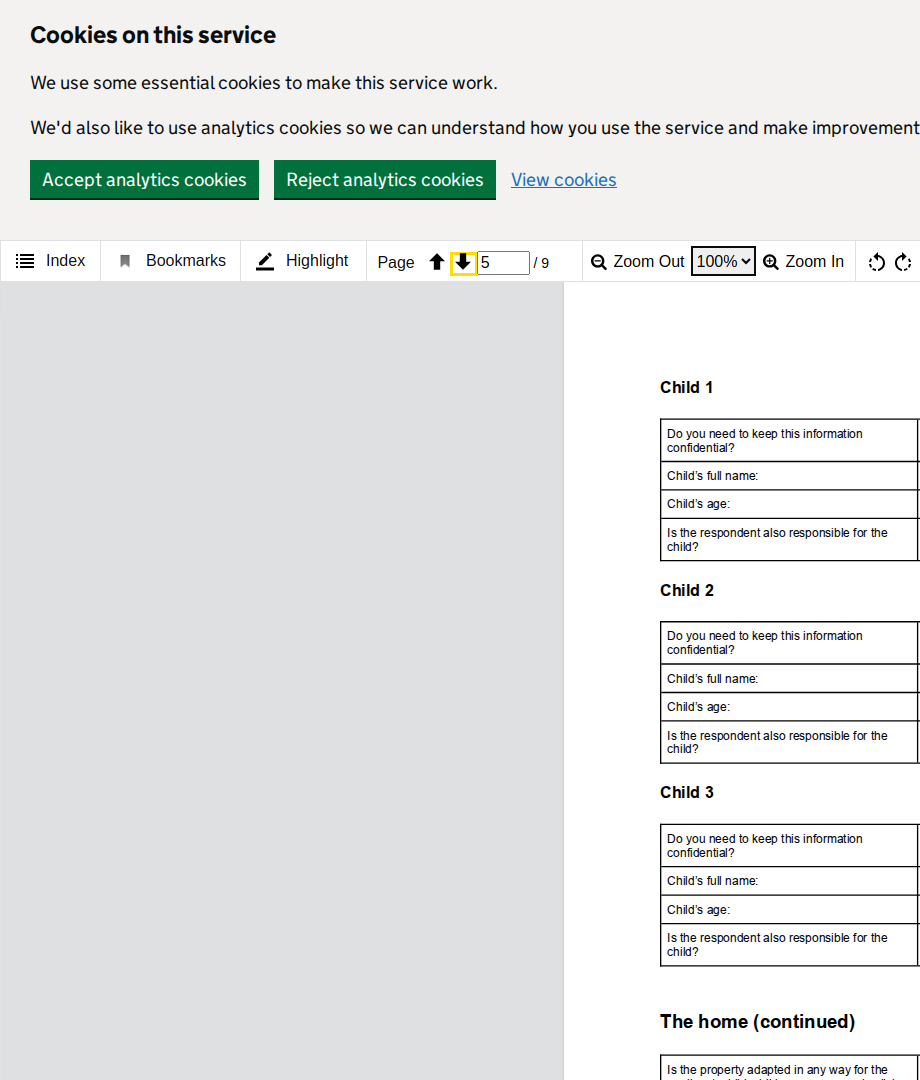 Cookies on this service
We use some essential cookies to make this service work.
We'd also like to use analytics cookies so we can understand how you use the service and make improvement
Accept analytics cookies Reject analytics cookies View cookies
Index Bookmarks Highlight Page 5 / 9 Zoom Out 100% Zoom In
Child 1
Do you need to keep this information
confidential?
Child's full name:
Child's age:
Is the respondent also responsible for the
child?
Child 2
Do you need to keep this information
confidential?
Child's full name:
Child's age:
Is the respondent also responsible for the
child?
Child 3
Do you need to keep this information
confidential?
Child's full name:
Child's age:
Is the respondent also responsible for the
child?
The home (continued)
Is the property adapted in any way for the